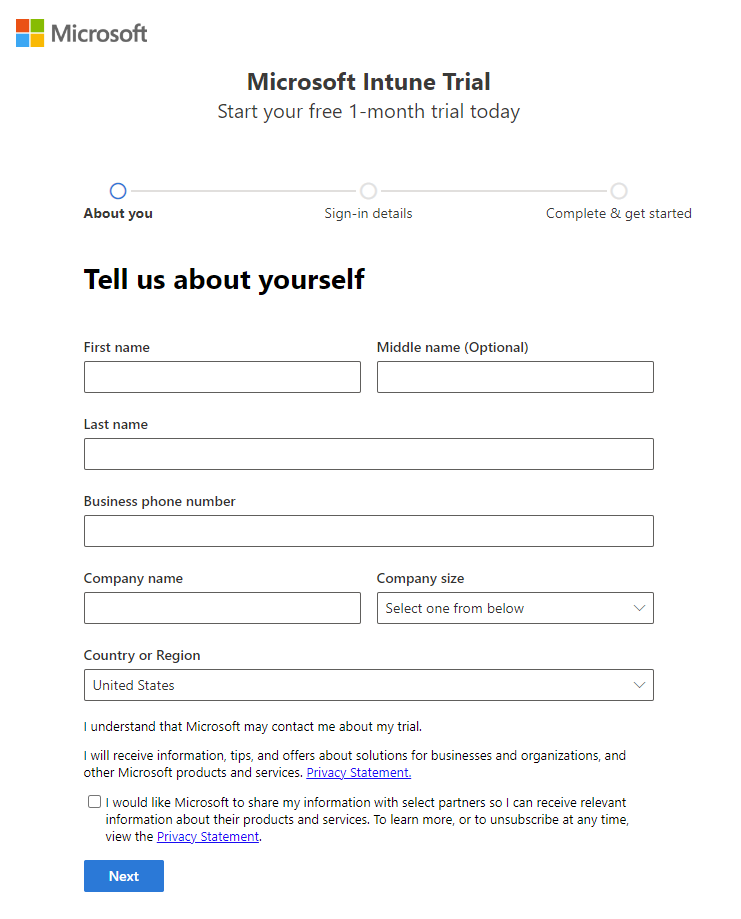 Microsoft
Microsoft Intune Trial
Start your free 1-month trial today
About you
Sign-in details
Complete & get started
Tell us about yourself
First name
Middle name (Optional)
Last name
Business phone number
Company name
Company size
Select one from below
Country or Region
United States
I understand that Microsoft may contact me about my trial.
I will receive information, tips, and offers about solutions for businesses and organizations, and
other Microsoft products and services. Privacy Statement.
I would like Microsoft to share my information with select partners so I can receive relevant
information about their products and services. To learn more, or to unsubscribe at any time,
view the Privacy Statement.
Next